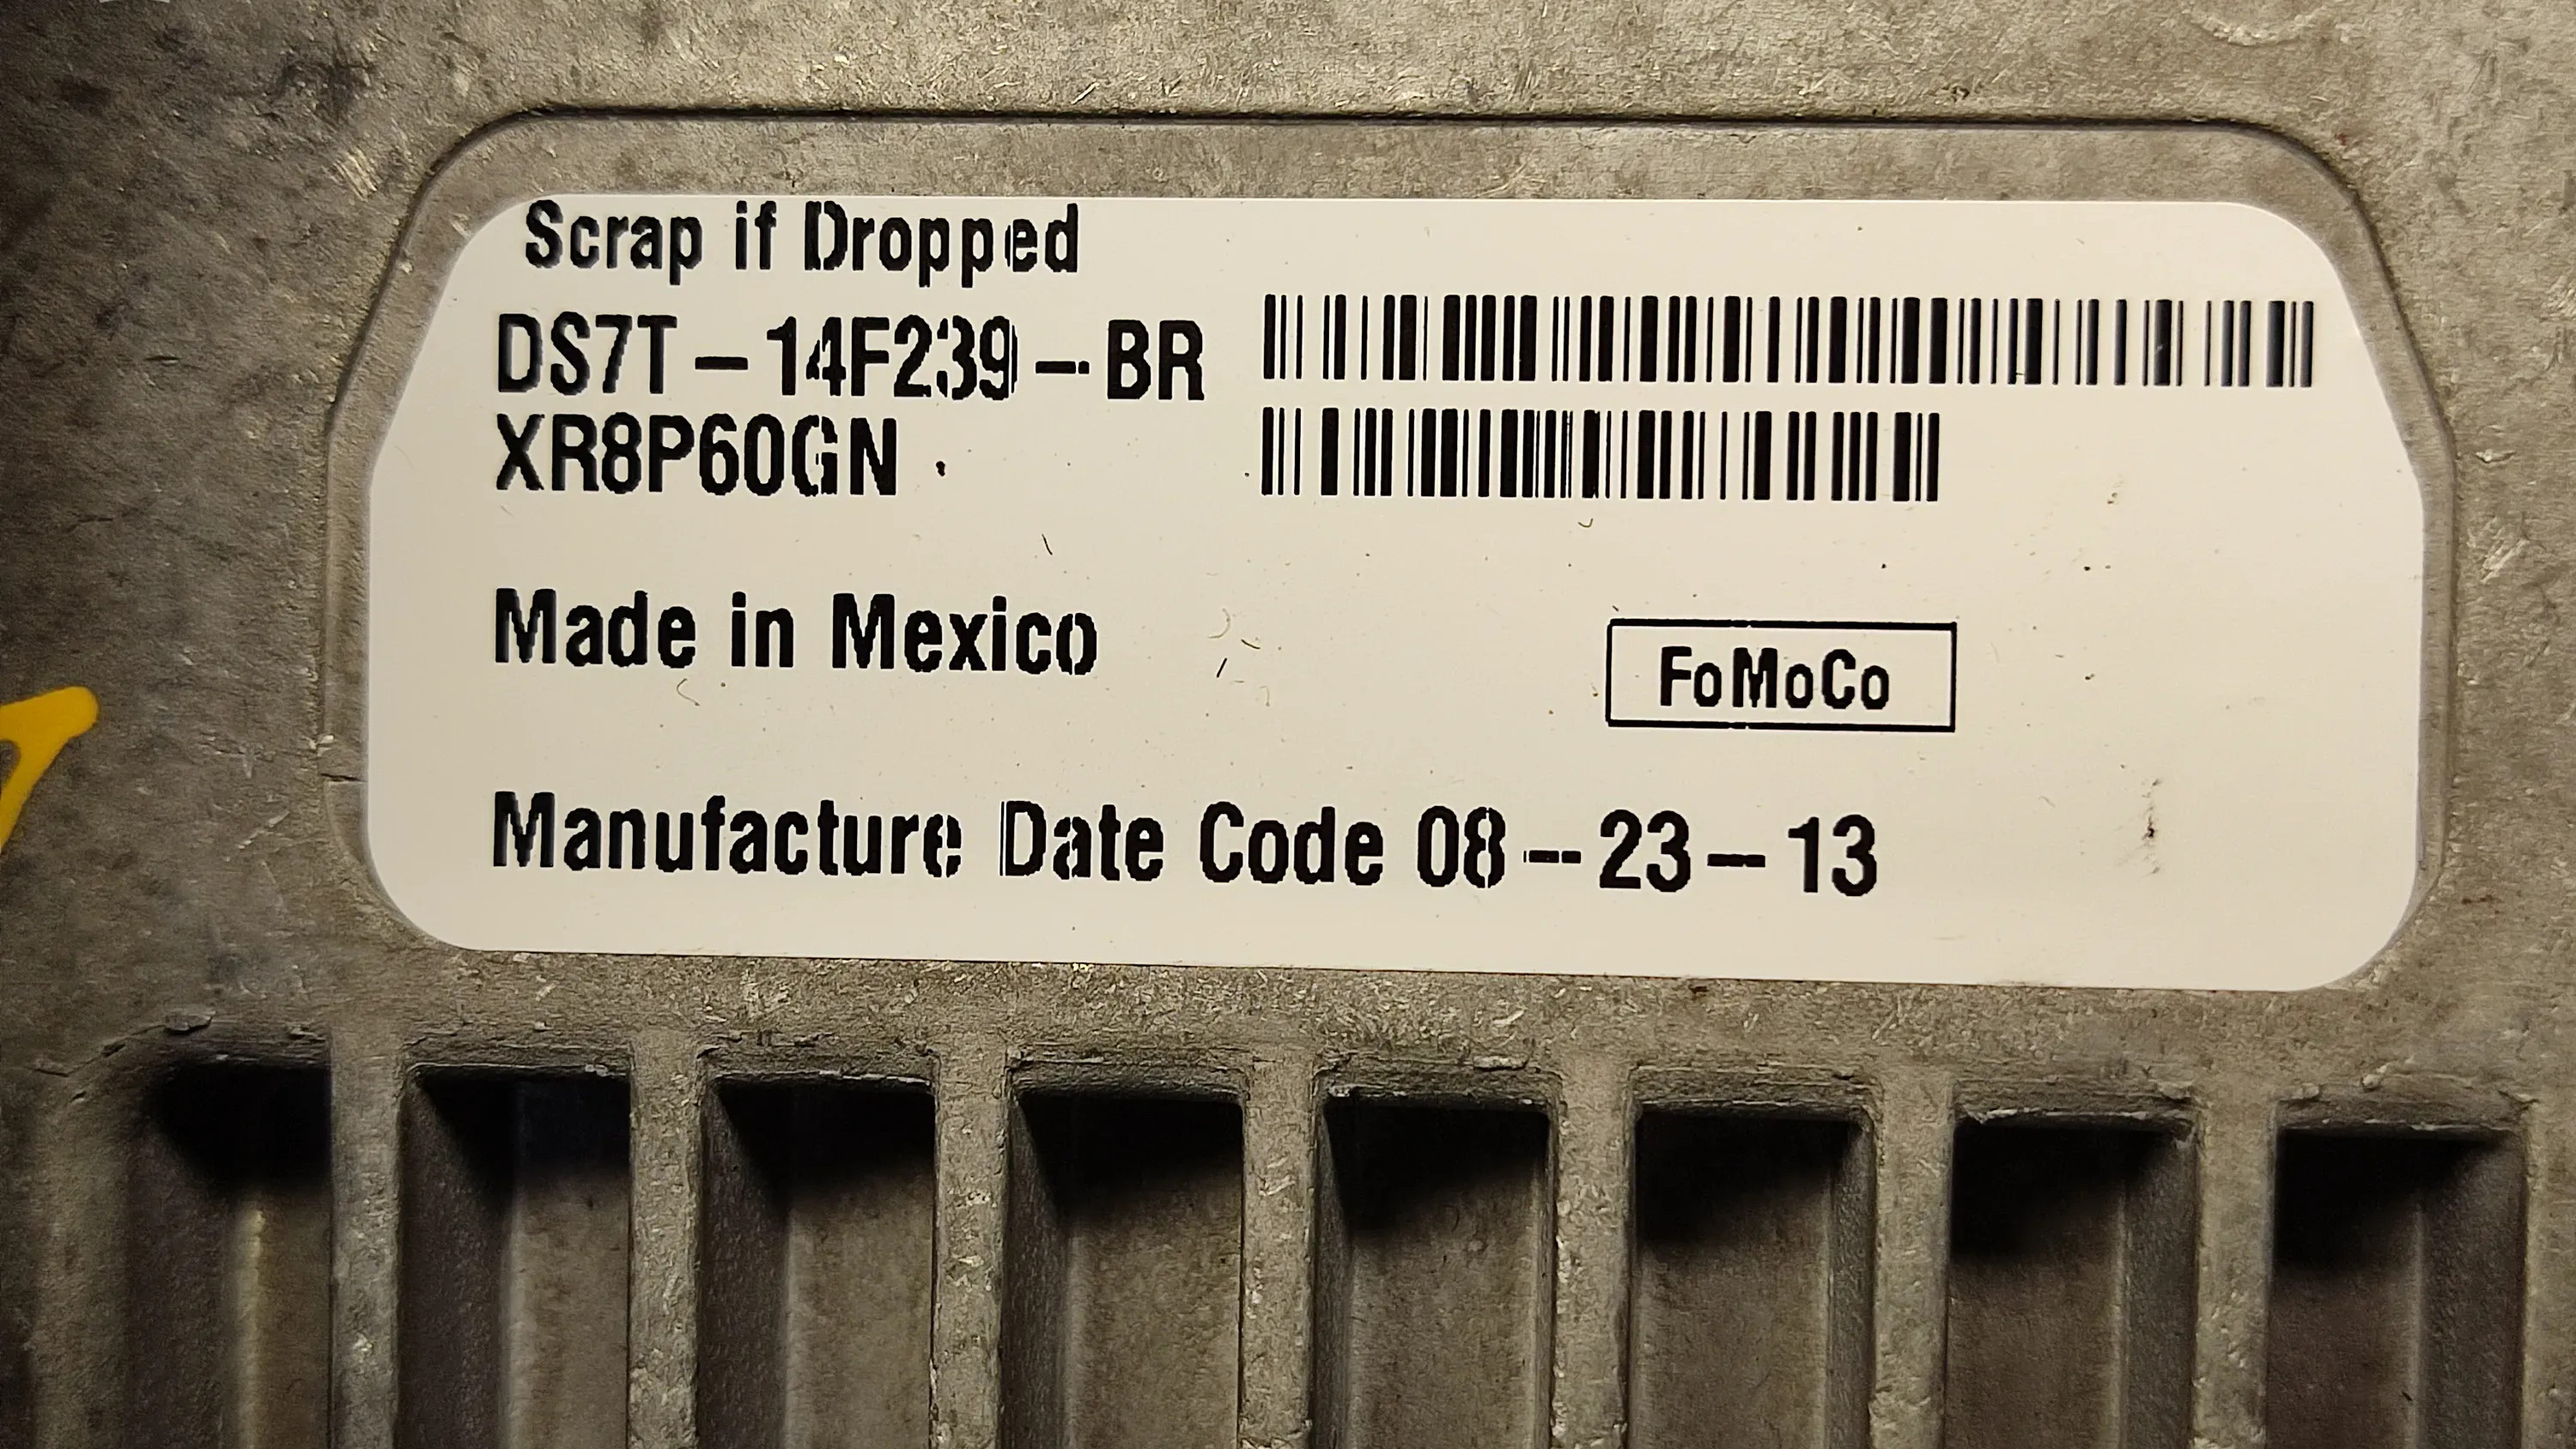 Scrap if Dropped
DS7T-14F239-BR
XR8P60GN
Made in Mexico
FoMoCo
Manufacture Date Code 08-23-13